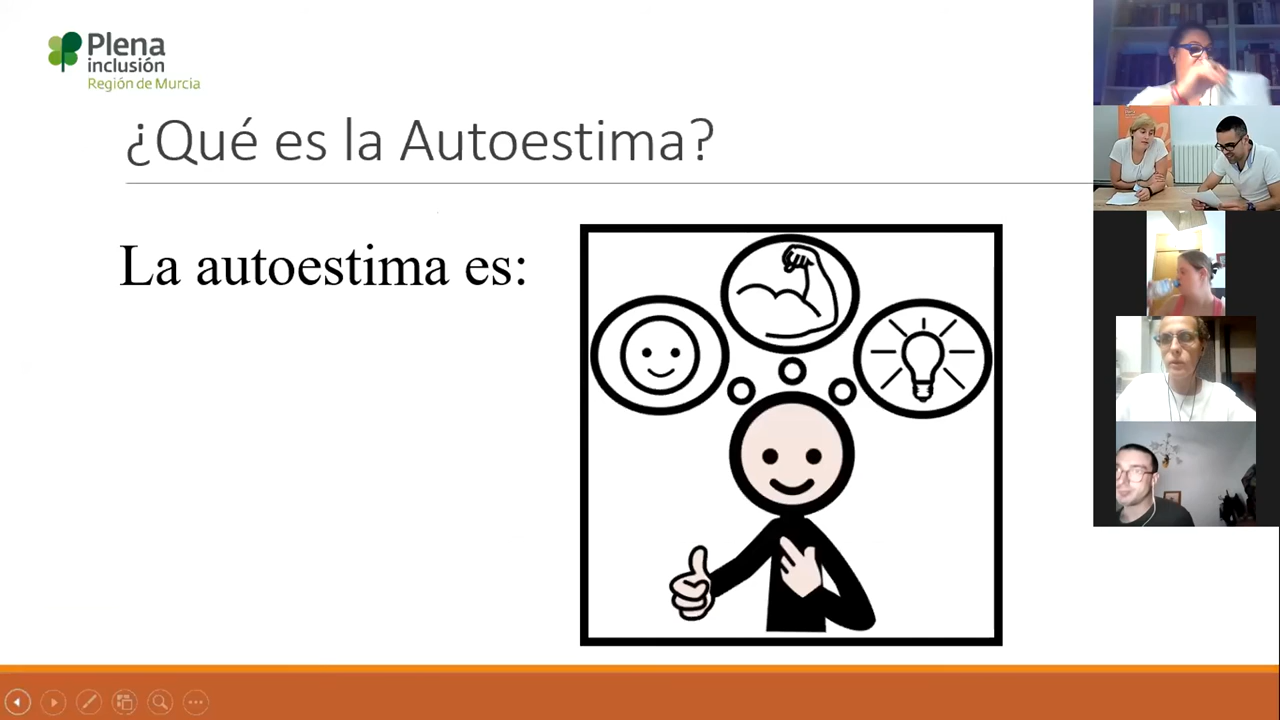 Plena
inclusión
Región de Murcia
¿Qué es la Autoestima?
La autoestima es: